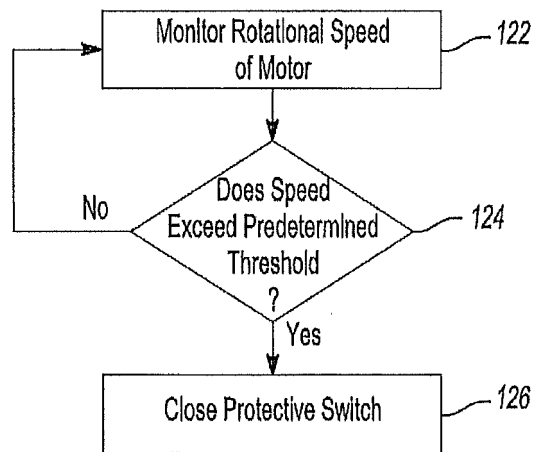 Monitor Rotational Speed
of Motor
122
Does Speed
Exceed Predetermined
Threshold
?
124
No
Yes
Close Protective Switch
126